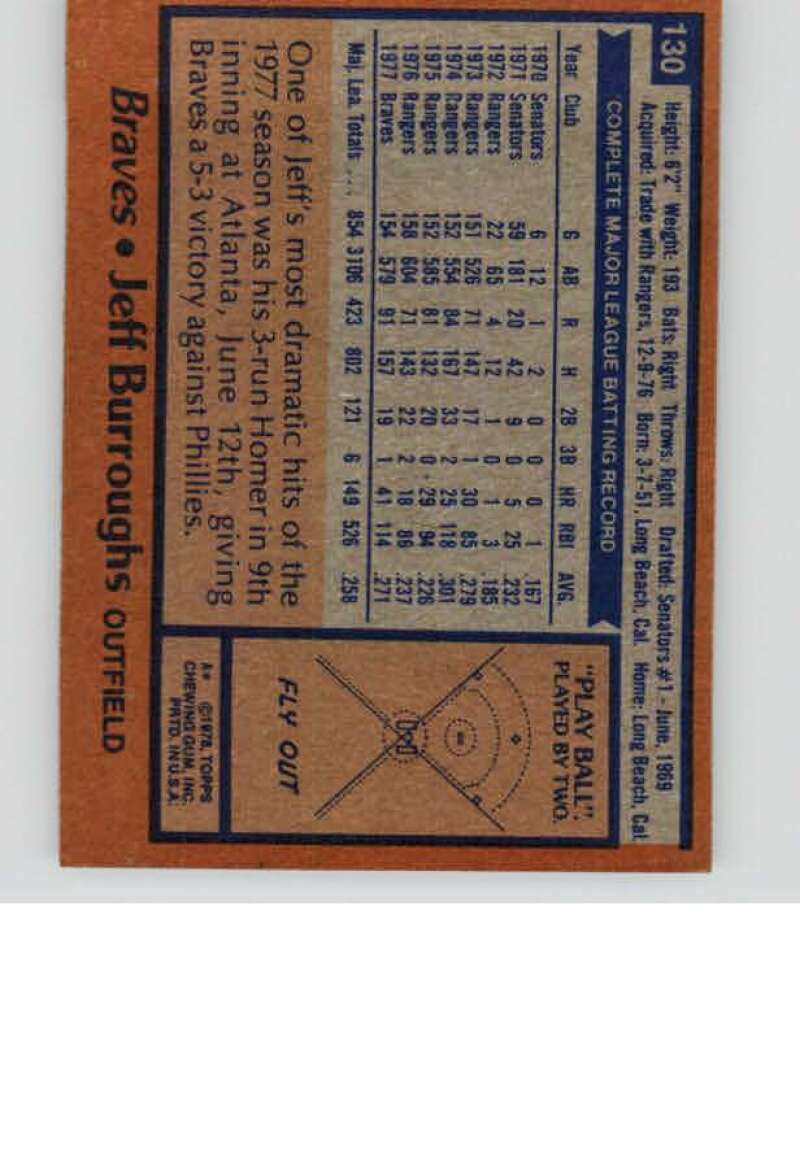 130
Height: 6'2" Weight: 193 Bats: Right Throws: Right Drafted: Senators #1 - June, 1969
Acquired: Trade with Rangers, 12-9-76 Born: 3-7-51, Long Beach, Cal. Home: Long Beach, Cal.
COMPLETE MAJOR LEAGUE BATTING RECORD
Year Club G AB R H 2B 3B HR RBI AVG.
1970 Senators 6 12 1 2 0 0 0 1 .167
1971 Senators 59 181 20 42 9 0 5 25 .232
1972 Rangers 22 65 4 12 1 0 1 3 .185
1973 Rangers 151 526 71 147 17 1 30 85 .279
1974 Rangers 152 554 84 167 33 2 25 118 .301
1975 Rangers 152 585 81 132 20 0 29 94 .226
1976 Rangers 158 604 71 143 22 2 18 86 .237
1977 Braves 154 579 91 157 19 1 41 114 .271
Maj. Lea. Totals ... 854 3106 423 802 121 6 149 526 .258
One of Jeff's most dramatic hits of the
1977 season was his 3-run Homer in 9th
inning at Atlanta, June 12th, giving
Braves a 5-3 victory against Phillies.
"PLAY BALL"
PLAYED BY TWO.
FLY OUT
A* ©1978, TOPPS
CHEWING GUM, INC.
PRTD. IN U.S.A.
Braves • Jeff Burroughs OUTFIELD